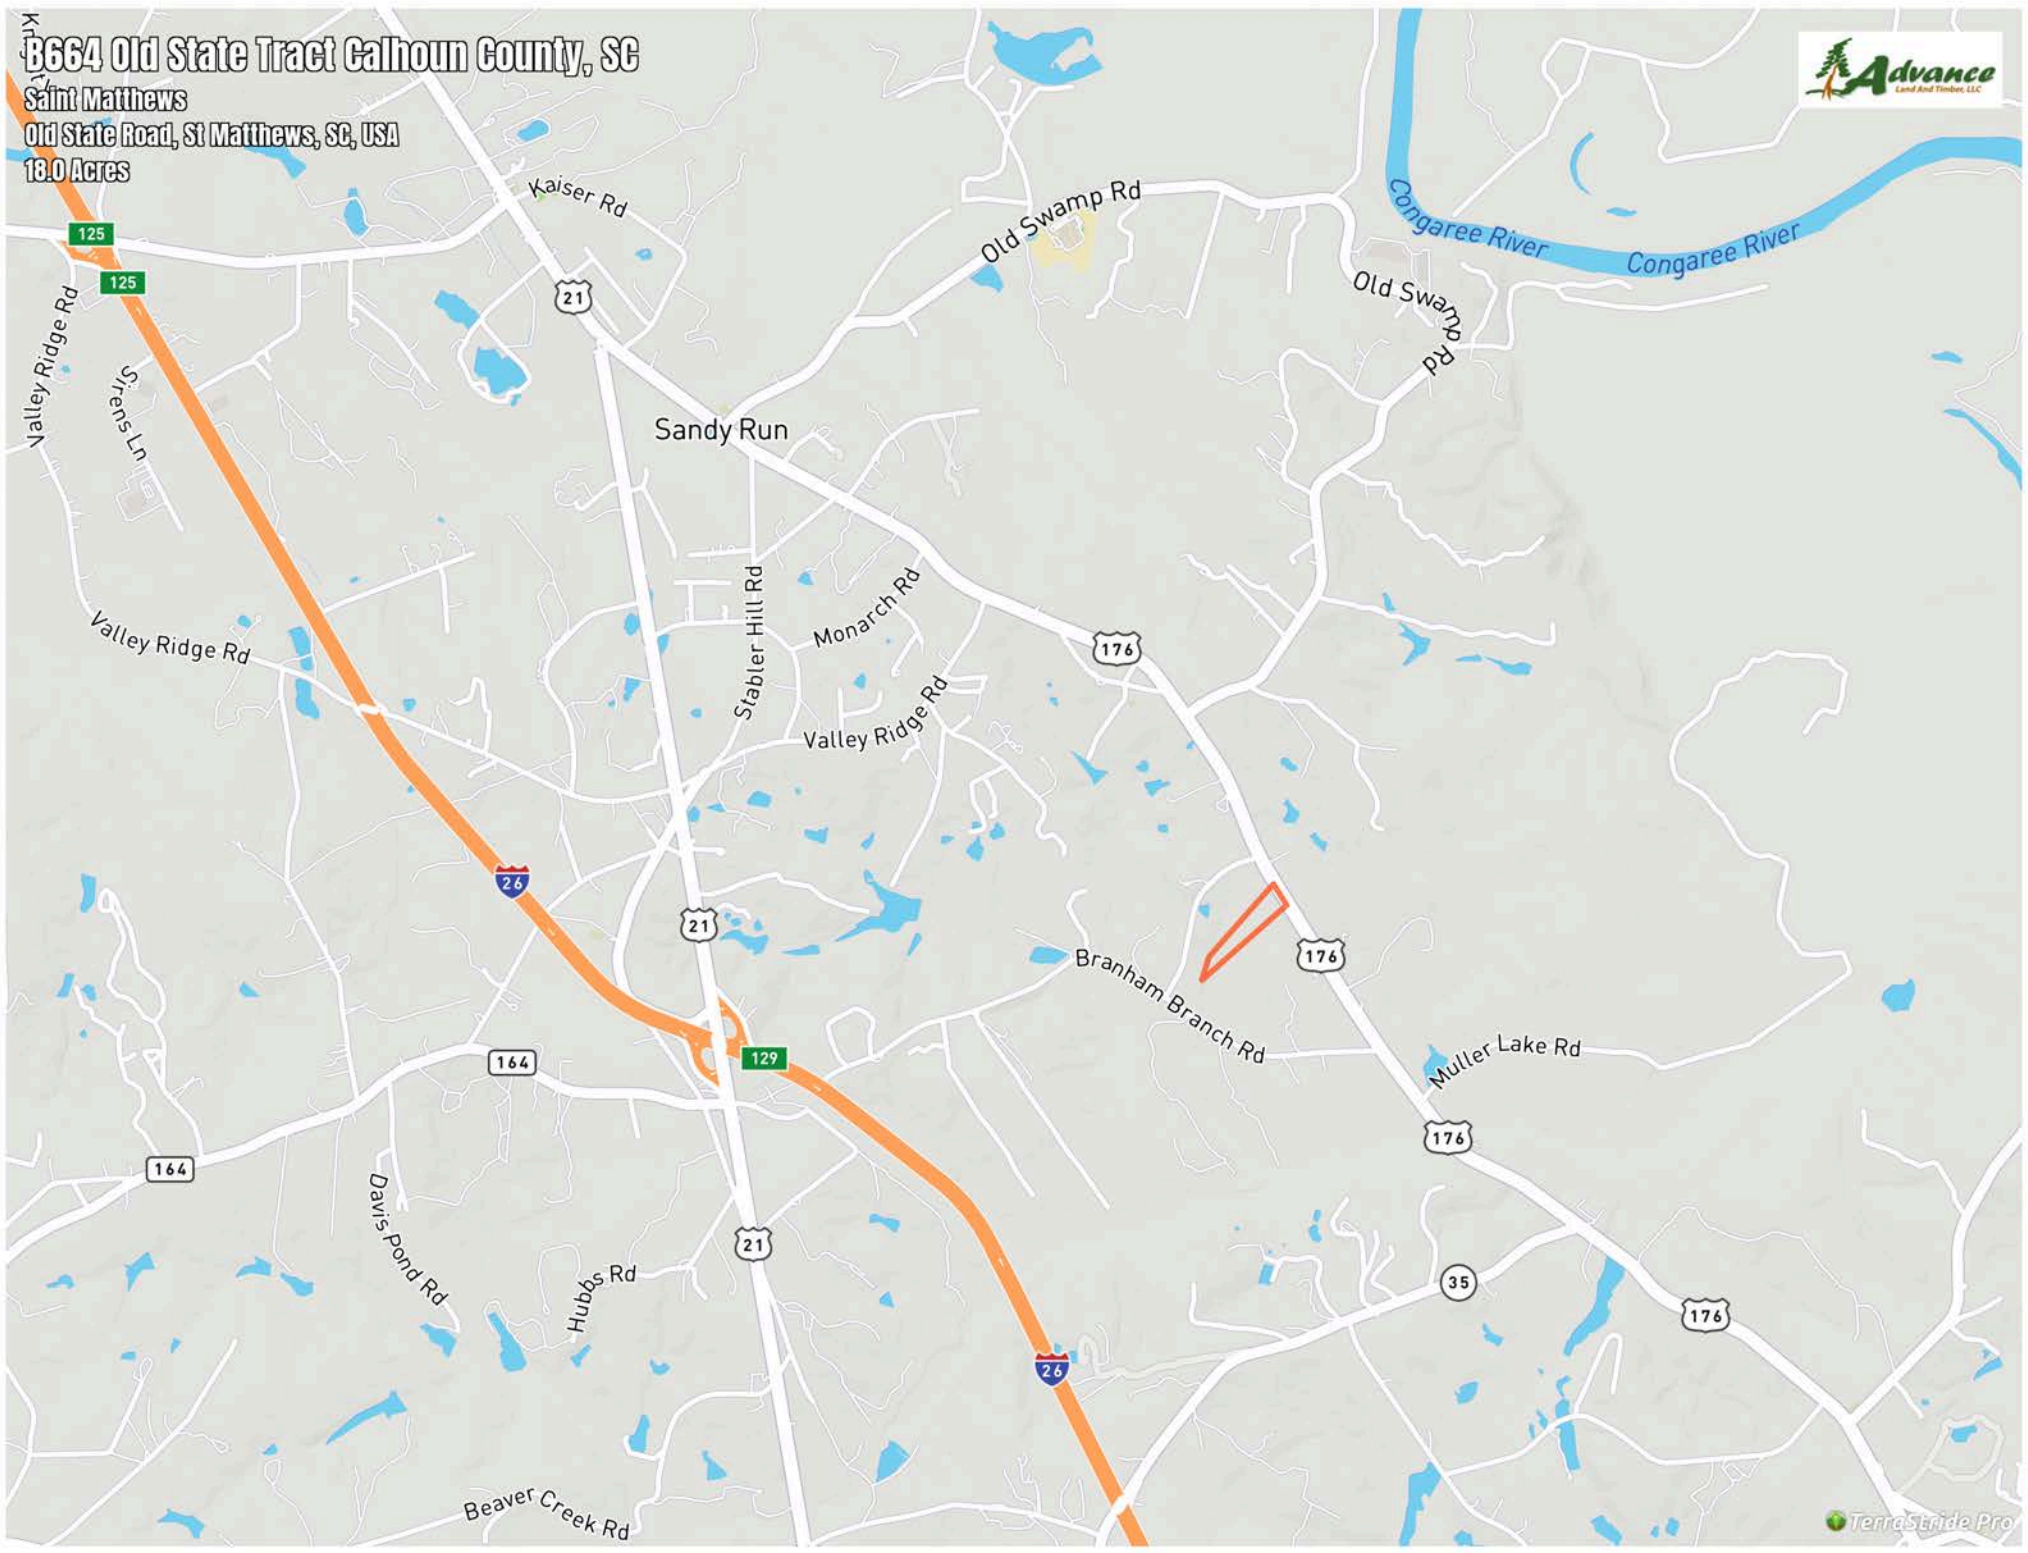 B664 Old State Tract Calhoun County, SC
Saint Matthews
Old State Road, St Matthews, SC, USA
18.0 Acres
Advance
Land And Timber, LLC
Kaiser Rd
Old Swamp Rd
Congaree River
Congaree River
125
125
21
Old Swamp Rd
Valley Ridge Rd
Sirens Ln
Sandy Run
Stabler Hill Rd
Monarch Rd
176
Valley Ridge Rd
Valley Ridge Rd
26
21
176
Branham Branch Rd
129
164
Muller Lake Rd
164
176
Davis Pond Rd
21
Hubbs Rd
35
176
26
Beaver Creek Rd
TerraStride Pro